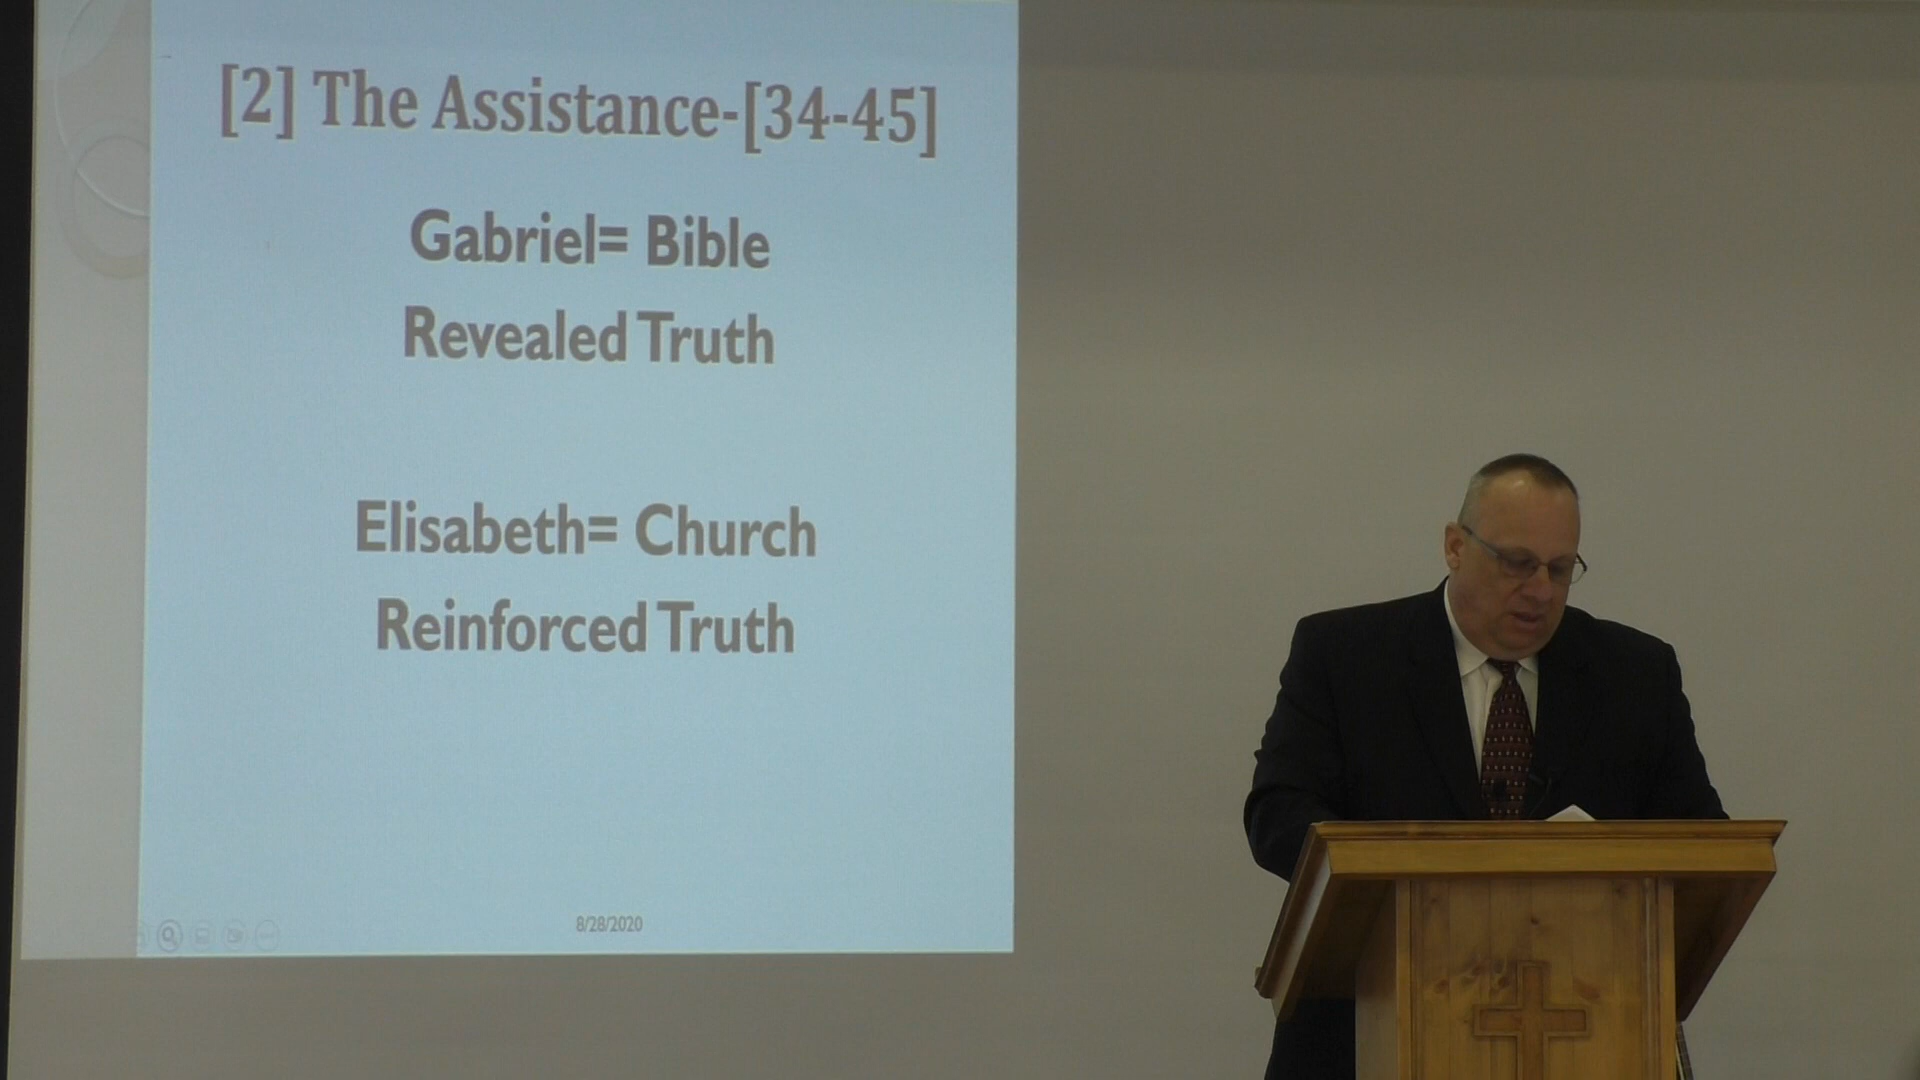 [2] The Assistance-[34-45]
Gabriel= Bible
Revealed Truth
Elisabeth= Church
Reinforced Truth
8/28/2020